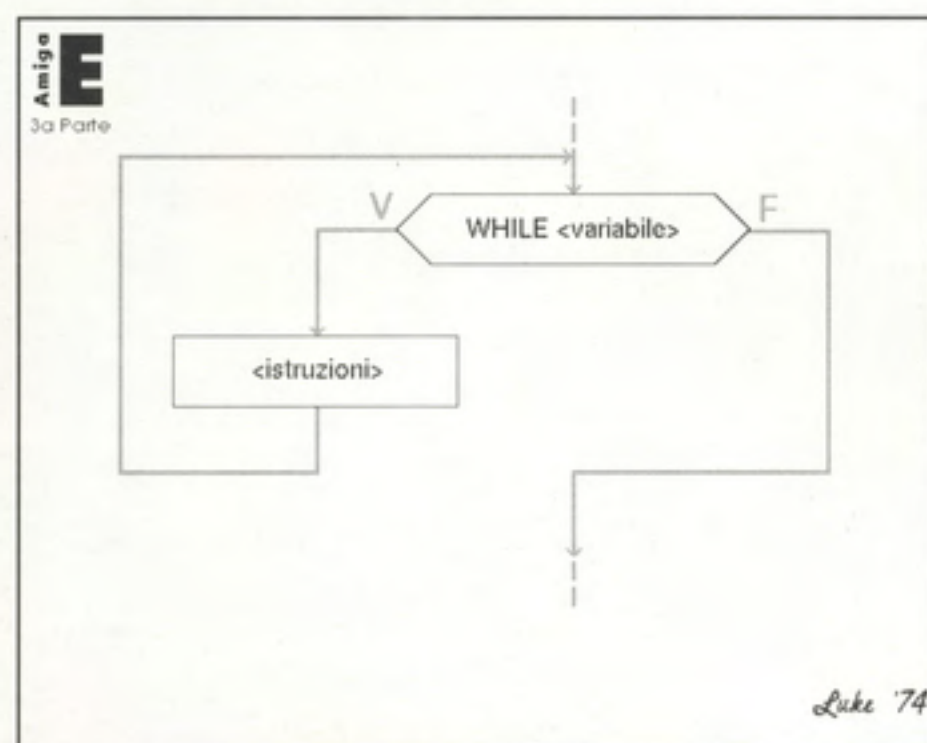 Amiga E
3a Parte
V
F
WHILE <variabile>
<istruzioni>
Luke '74